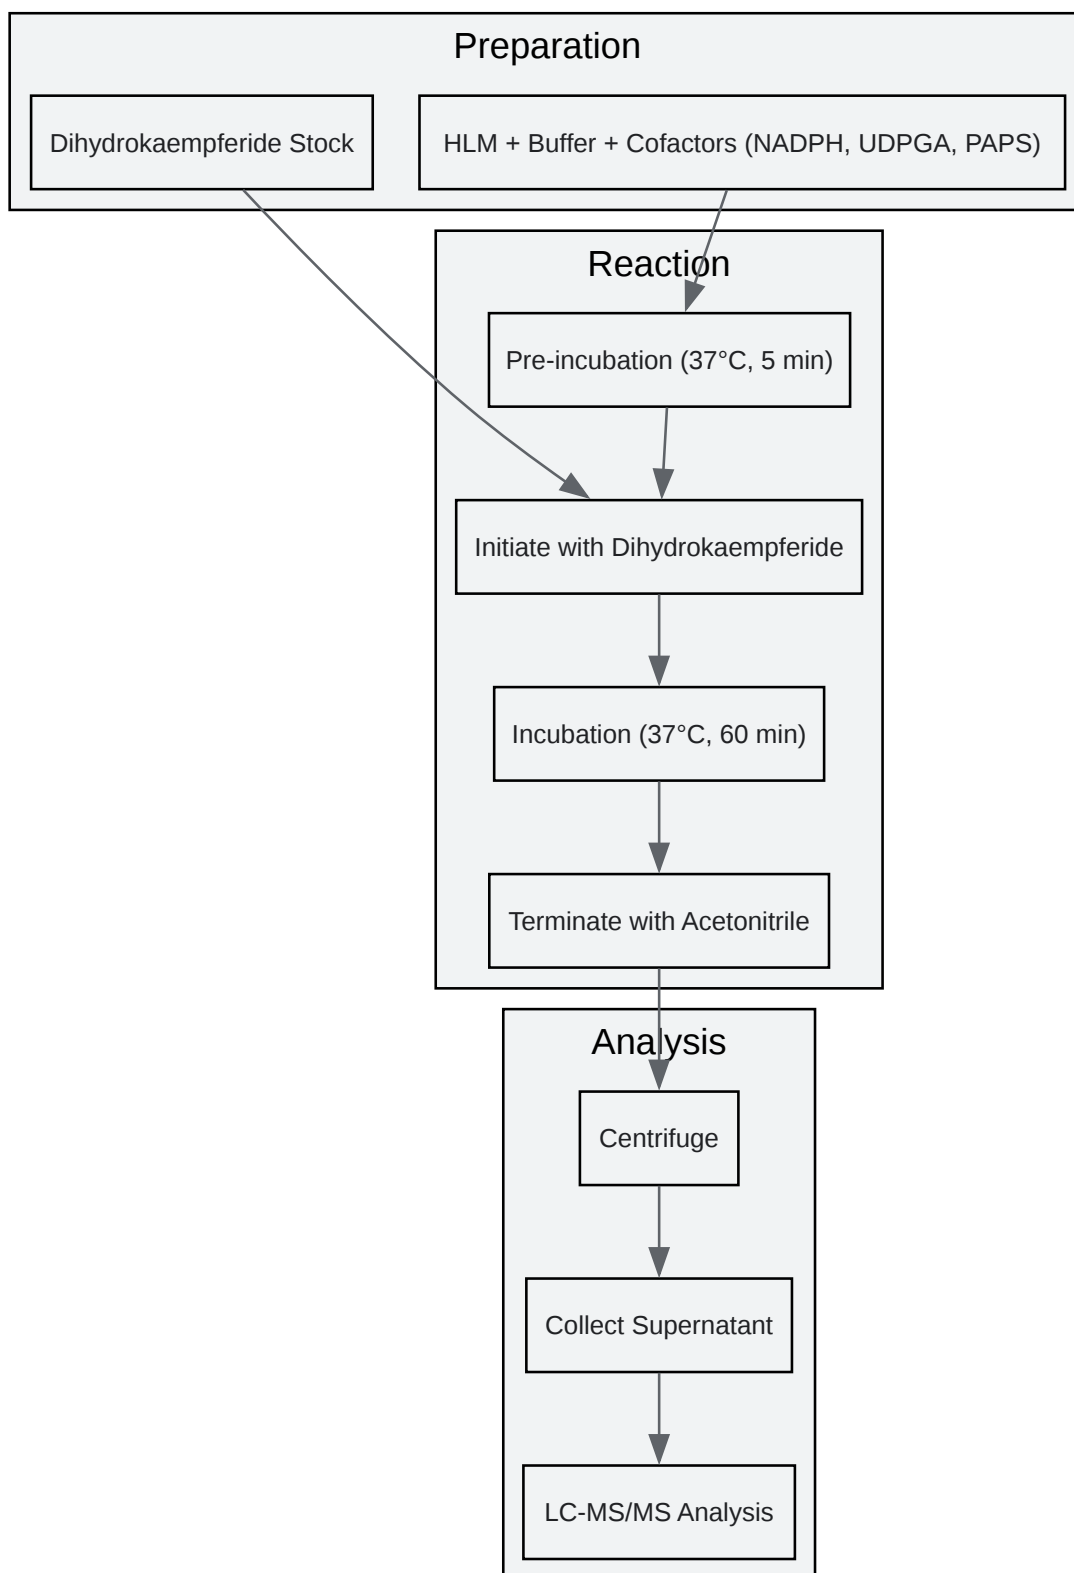 Preparation
Dihydrokaempferide Stock
HLM + Buffer + Cofactors (NADPH, UDPGA, PAPS)
Reaction
Pre-incubation (37°C, 5 min)
Initiate with Dihydrokaempferide
Incubation (37°C, 60 min)
Terminate with Acetonitrile
Analysis
Centrifuge
Collect Supernatant
LC-MS/MS Analysis